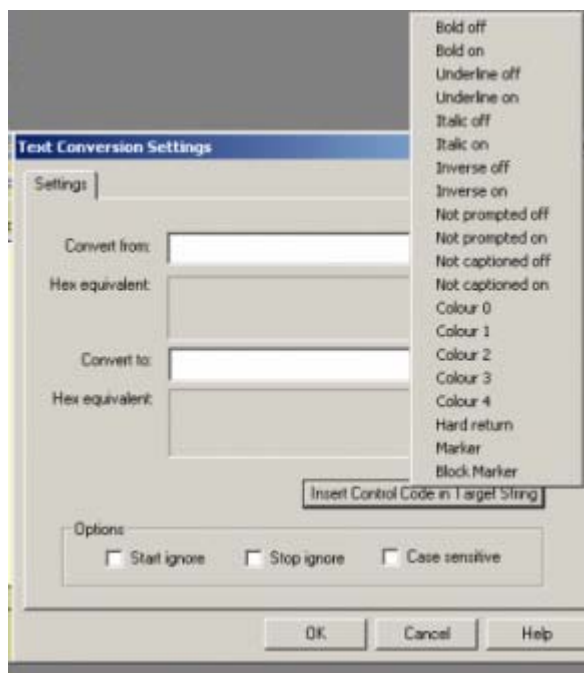 Bold off
Bold on
Underline off
Underline on
Italic off
Italic on
Inverse off
Inverse on
Not prompted off
Not prompted on
Not captioned off
Not captioned on
Colour 0
Colour 1
Colour 2
Colour 3
Colour 4
Hard return
Marker
Block Marker
Text Conversion Settings
Settings
Convert from:
Hex equivalent:
Convert to:
Hex equivalent:
Insert Control Code in Target String
Options
Start ignore Stop ignore Case sensitive
OK Cancel Help